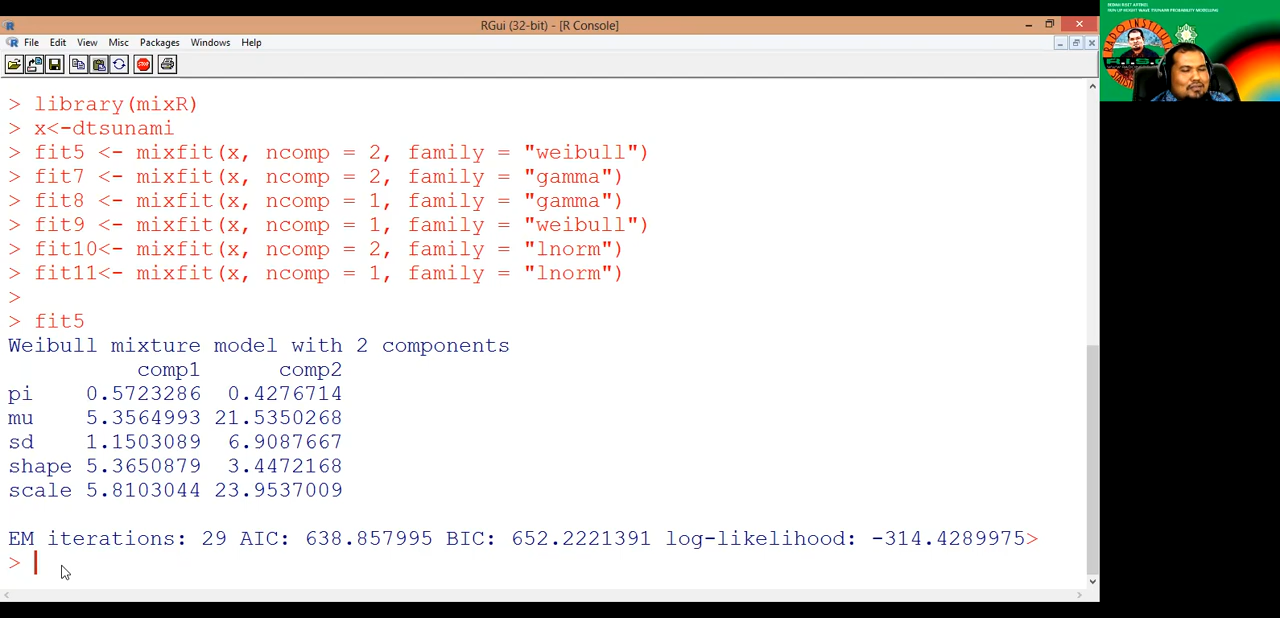 RGui (32-bit) - [R Console]
File Edit View Misc Packages Windows Help
STOP
> library(mixR)
> x<-dtsunami
> fit5 <- mixfit(x, ncomp = 2, family = "weibull")
> fit7 <- mixfit(x, ncomp = 2, family = "gamma")
> fit8 <- mixfit(x, ncomp = 1, family = "gamma")
> fit9 <- mixfit(x, ncomp = 1, family = "weibull")
> fit10<- mixfit(x, ncomp = 2, family = "lnorm")
> fit11<- mixfit(x, ncomp = 1, family = "lnorm")
>
> fit5
Weibull mixture model with 2 components
comp1 comp2
pi 0.5723286 0.4276714
mu 5.3564993 21.5350268
sd 1.1503089 6.9087667
shape 5.3650879 3.4472168
scale 5.8103044 23.9537009
EM iterations: 29 AIC: 638.857995 BIC: 652.2221391 log-likelihood: -314.4289975>
>